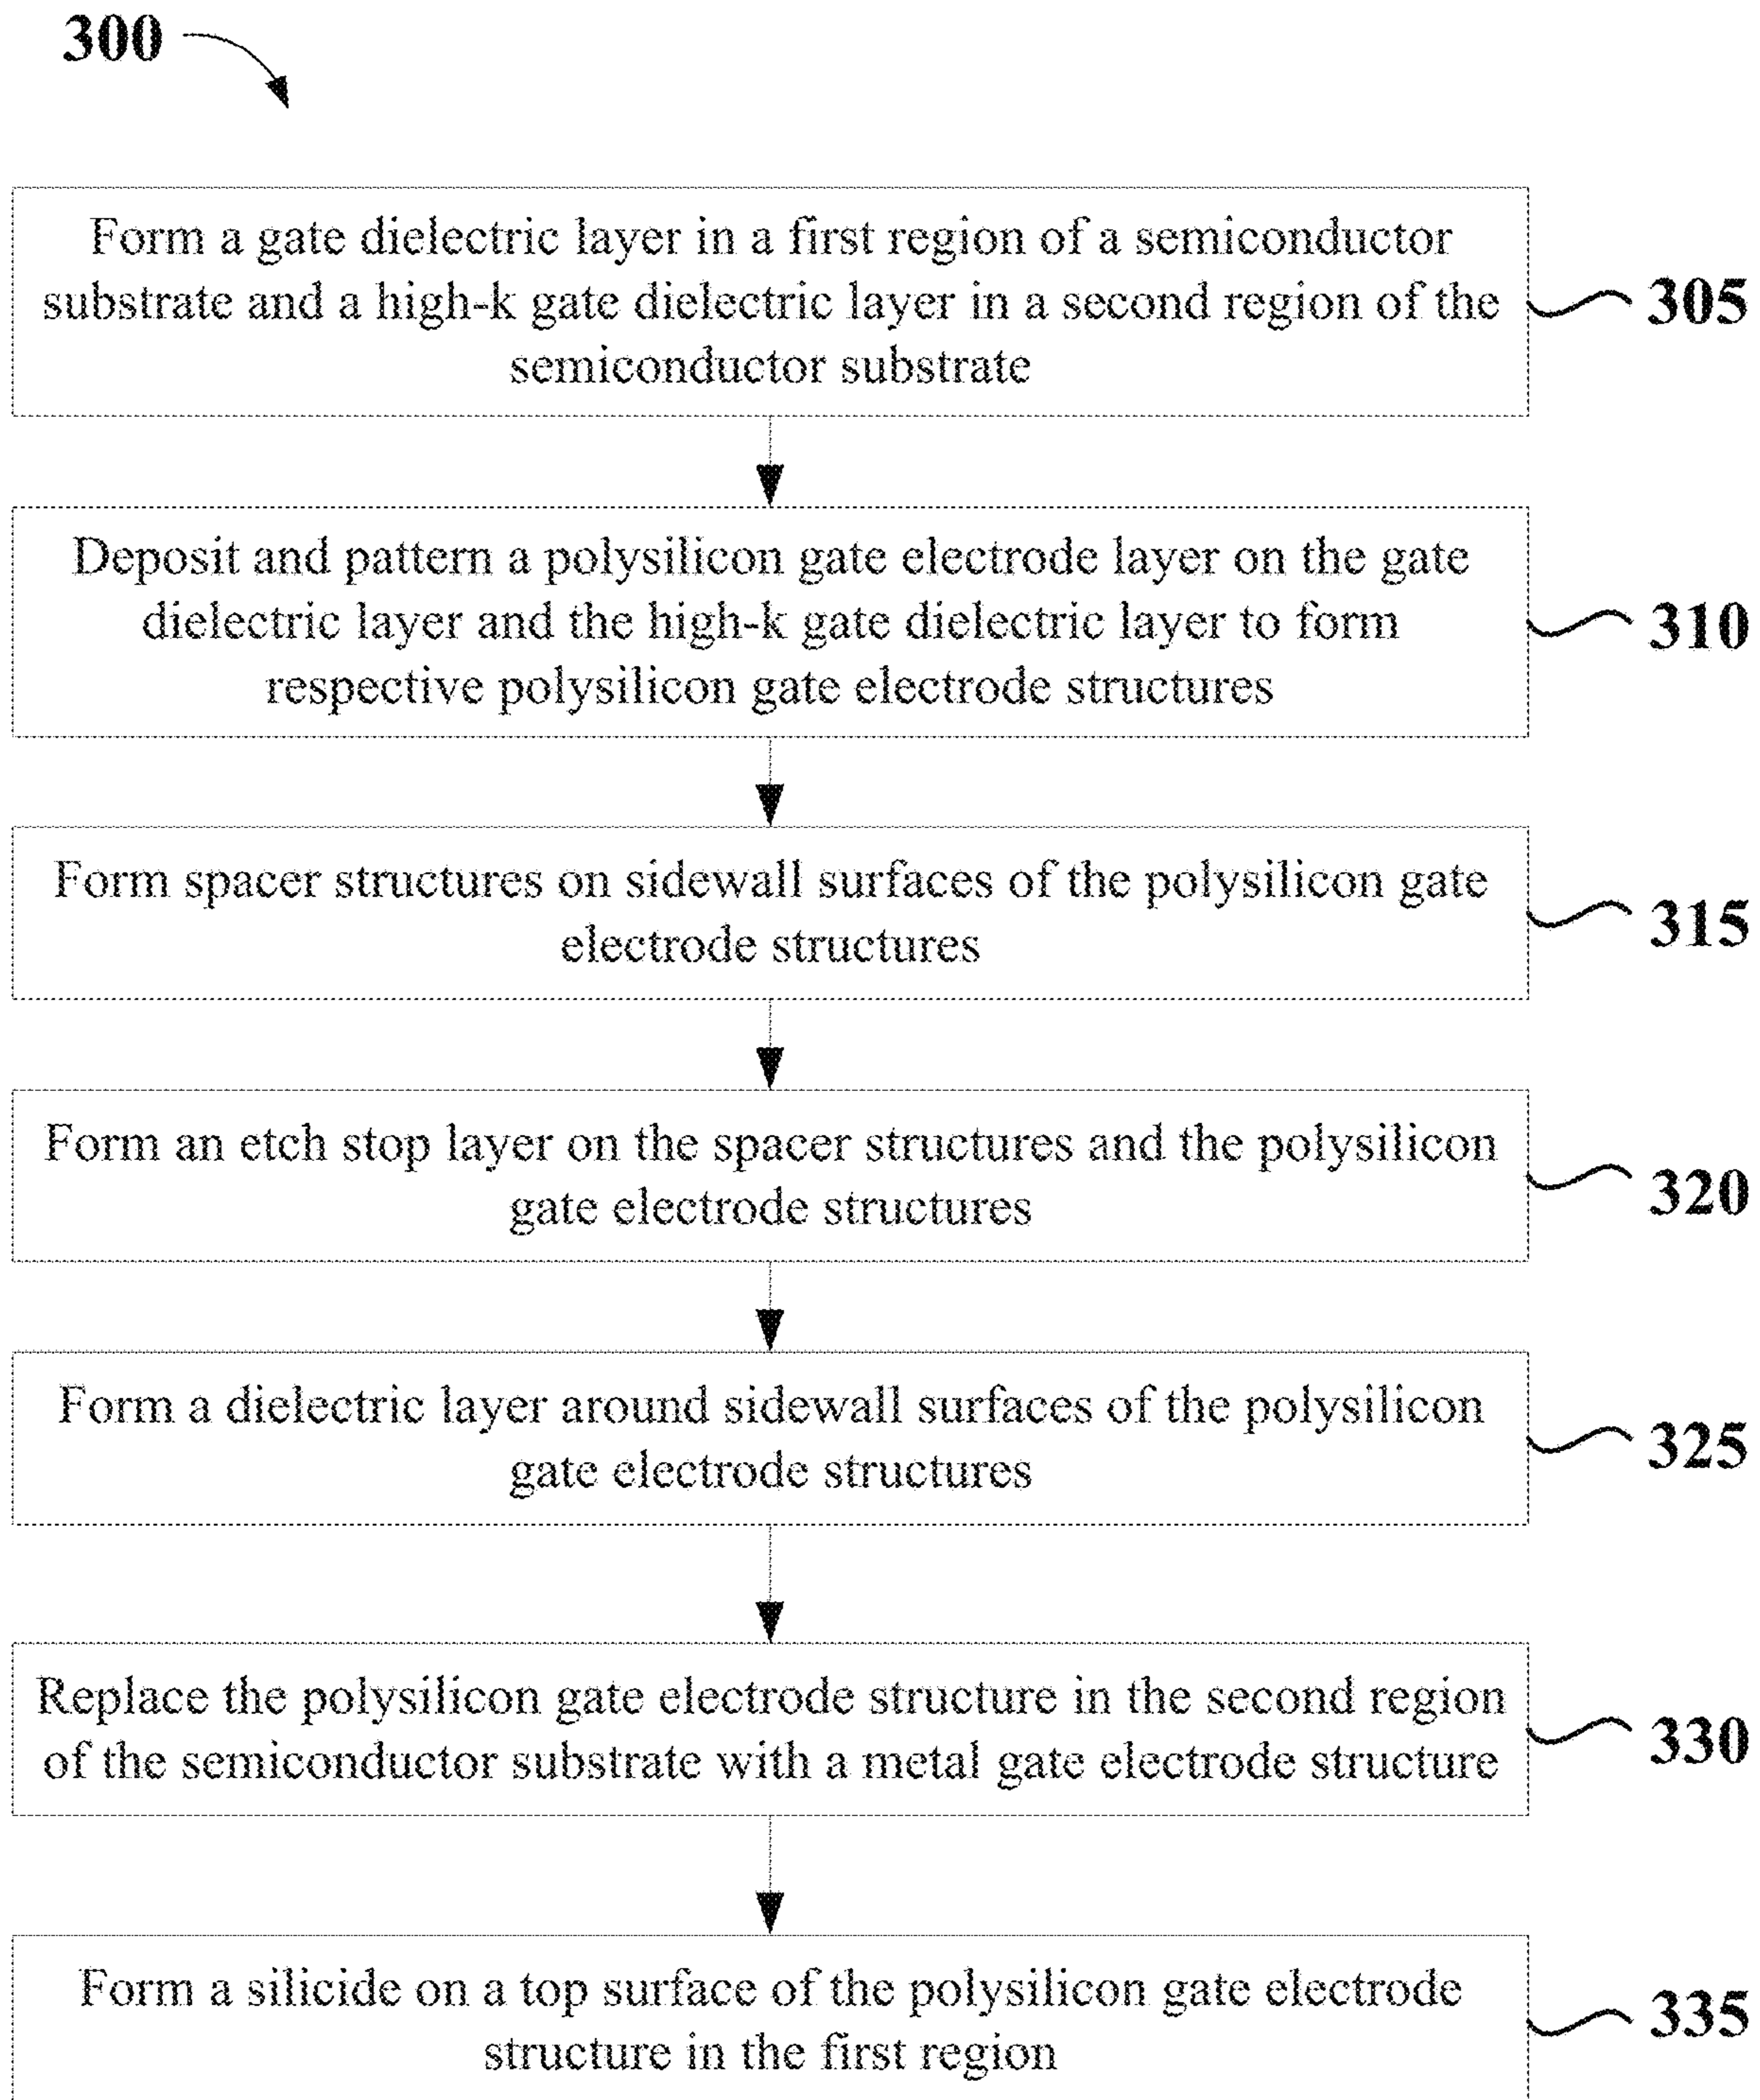 300
Form a gate dielectric layer in a first region of a semiconductor
substrate and a high-k gate dielectric layer in a second region of the
semiconductor substrate
305
Deposit and pattern a polysilicon gate electrode layer on the gate
dielectric layer and the high-k gate dielectric layer to form
respective polysilicon gate electrode structures
310
Form spacer structures on sidewall surfaces of the polysilicon gate
electrode structures
315
Form an etch stop layer on the spacer structures and the polysilicon
gate electrode structures
320
Form a dielectric layer around sidewall surfaces of the polysilicon
gate electrode structures
325
Replace the polysilicon gate electrode structure in the second region
of the semiconductor substrate with a metal gate electrode structure
330
Form a silicide on a top surface of the polysilicon gate electrode
structure in the first region
335